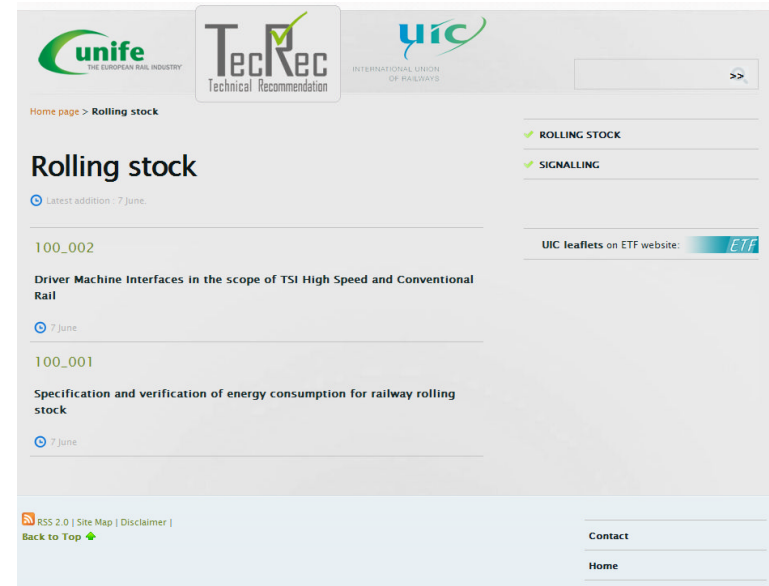 unife
THE EUROPEAN RAIL INDUSTRY
TecRec
Technical Recommendation
uic
INTERNATIONAL UNION
OF RAILWAYS
>>
Home page > Rolling stock
Rolling stock
Latest addition : 7 June.
100_002
Driver Machine Interfaces in the scope of TSI High Speed and Conventional
Rail
7 June
100_001
Specification and verification of energy consumption for railway rolling
stock
7 June
ROLLING STOCK
SIGNALLING
UIC leaflets on ETF website: ETF
RSS 2.0 | Site Map | Disclaimer |
Back to Top
Contact
Home